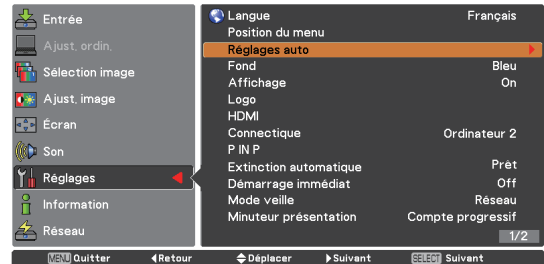 Entrée
Ajust. ordin.
Sélection image
Ajust. image
Écran
Son
Réglages
Information
Réseau
Langue Français
Position du menu
Réglages auto
Fond Bleu
Affichage On
Logo
HDMI
Connectique Ordinateur 2
P IN P
Extinction automatique Prêt
Démarrage immédiat Off
Mode veille Réseau
Minuteur présentation Compte progressif
1/2
MENU Quitter Retour Déplacer Suivant SELECT Suivant